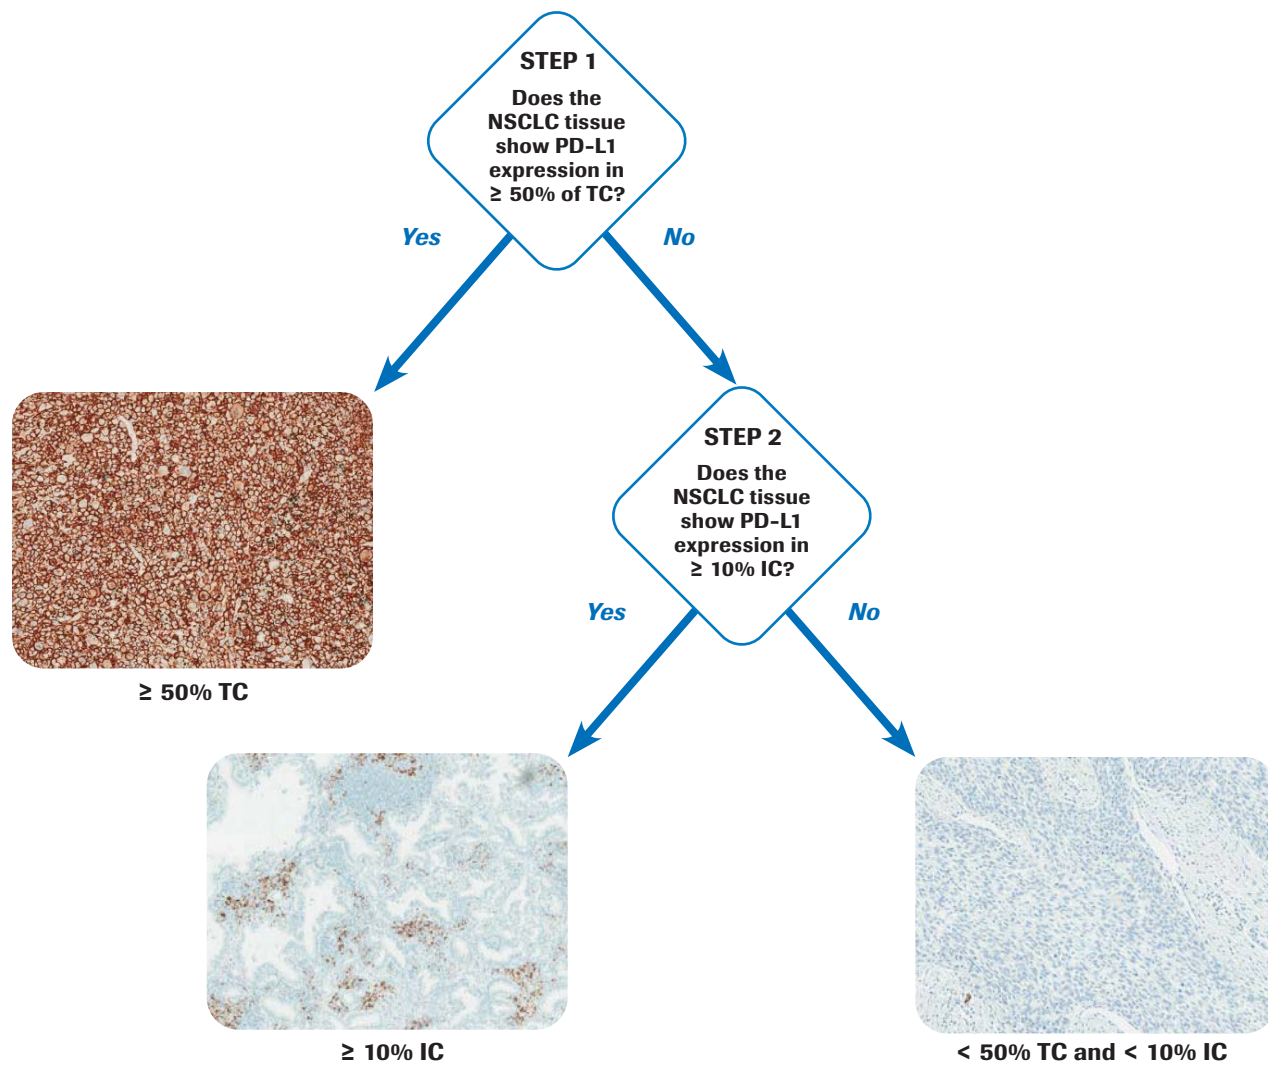 STEP 1
Does the
NSCLC tissue
show PD-L1
expression in
≥ 50% of TC?
Yes
No
STEP 2
Does the
NSCLC tissue
show PD-L1
expression in
≥ 10% IC?
≥ 50% TC
Yes
No
≥ 10% IC
< 50% TC and < 10% IC